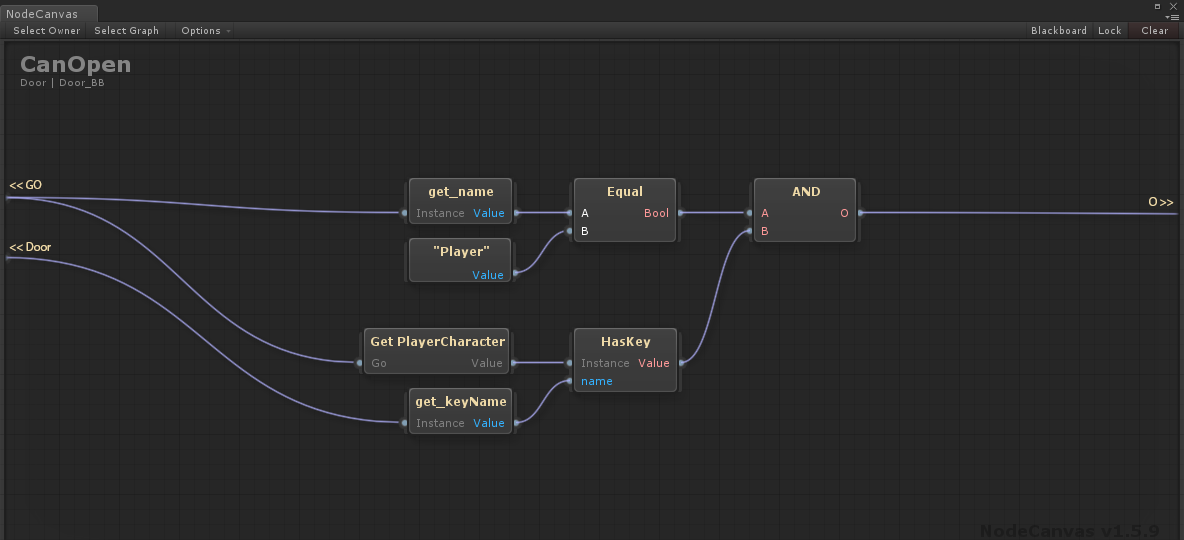 NodeCanvas
Select Owner Select Graph Options Blackboard Lock Clear
CanOpen
Door | Door_BB
<< GO
get_name
Instance Value
Equal
A Bool
B
AND
A O
B
O >>
<< Door
"Player"
Value
Get PlayerCharacter
Go Value
HasKey
Instance Value
name
get_keyName
Instance Value
NodeCanvas v1.5.9